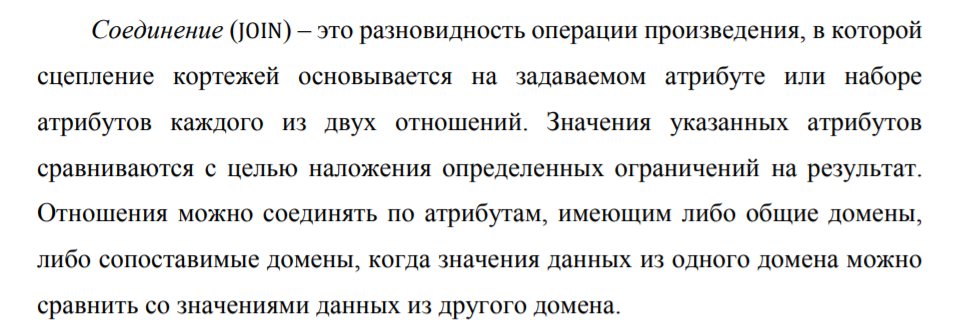 Соединение (JOIN) – это разновидность операции произведения, в которой
сцепление кортежей основывается на задаваемом атрибуте или наборе
атрибутов каждого из двух отношений. Значения указанных атрибутов
сравниваются с целью наложения определенных ограничений на результат.
Отношения можно соединять по атрибутам, имеющим либо общие домены,
либо сопоставимые домены, когда значения данных из одного домена можно
сравнить со значениями данных из другого домена.